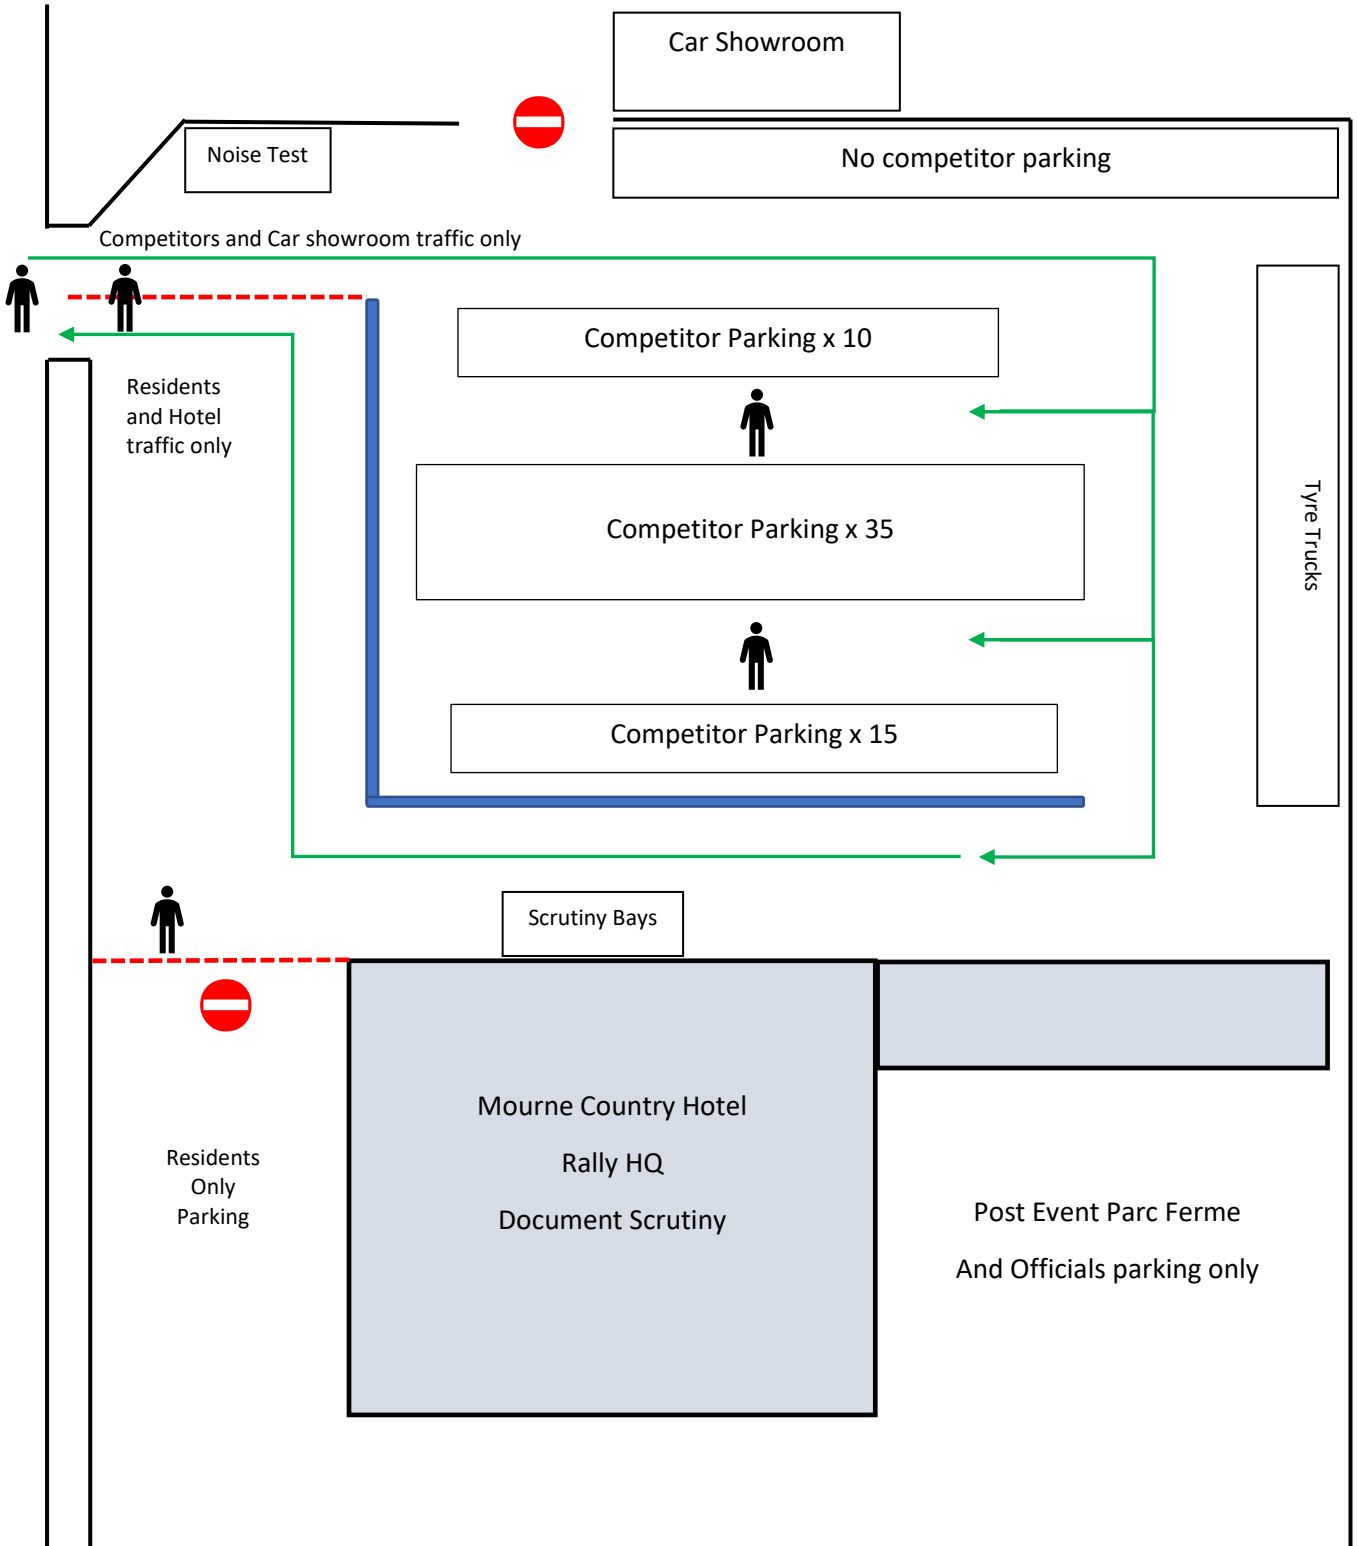 Car Showroom
Noise Test
No competitor parking
Competitors and Car showroom traffic only
Competitor Parking x 10
Residents
and Hotel
traffic only
Competitor Parking x 35
Tyre Trucks
Competitor Parking x 15
Scrutiny Bays
Mourne Country Hotel
Rally HQ
Document Scrutiny
Residents
Only
Parking
Post Event Parc Ferme
And Officials parking only